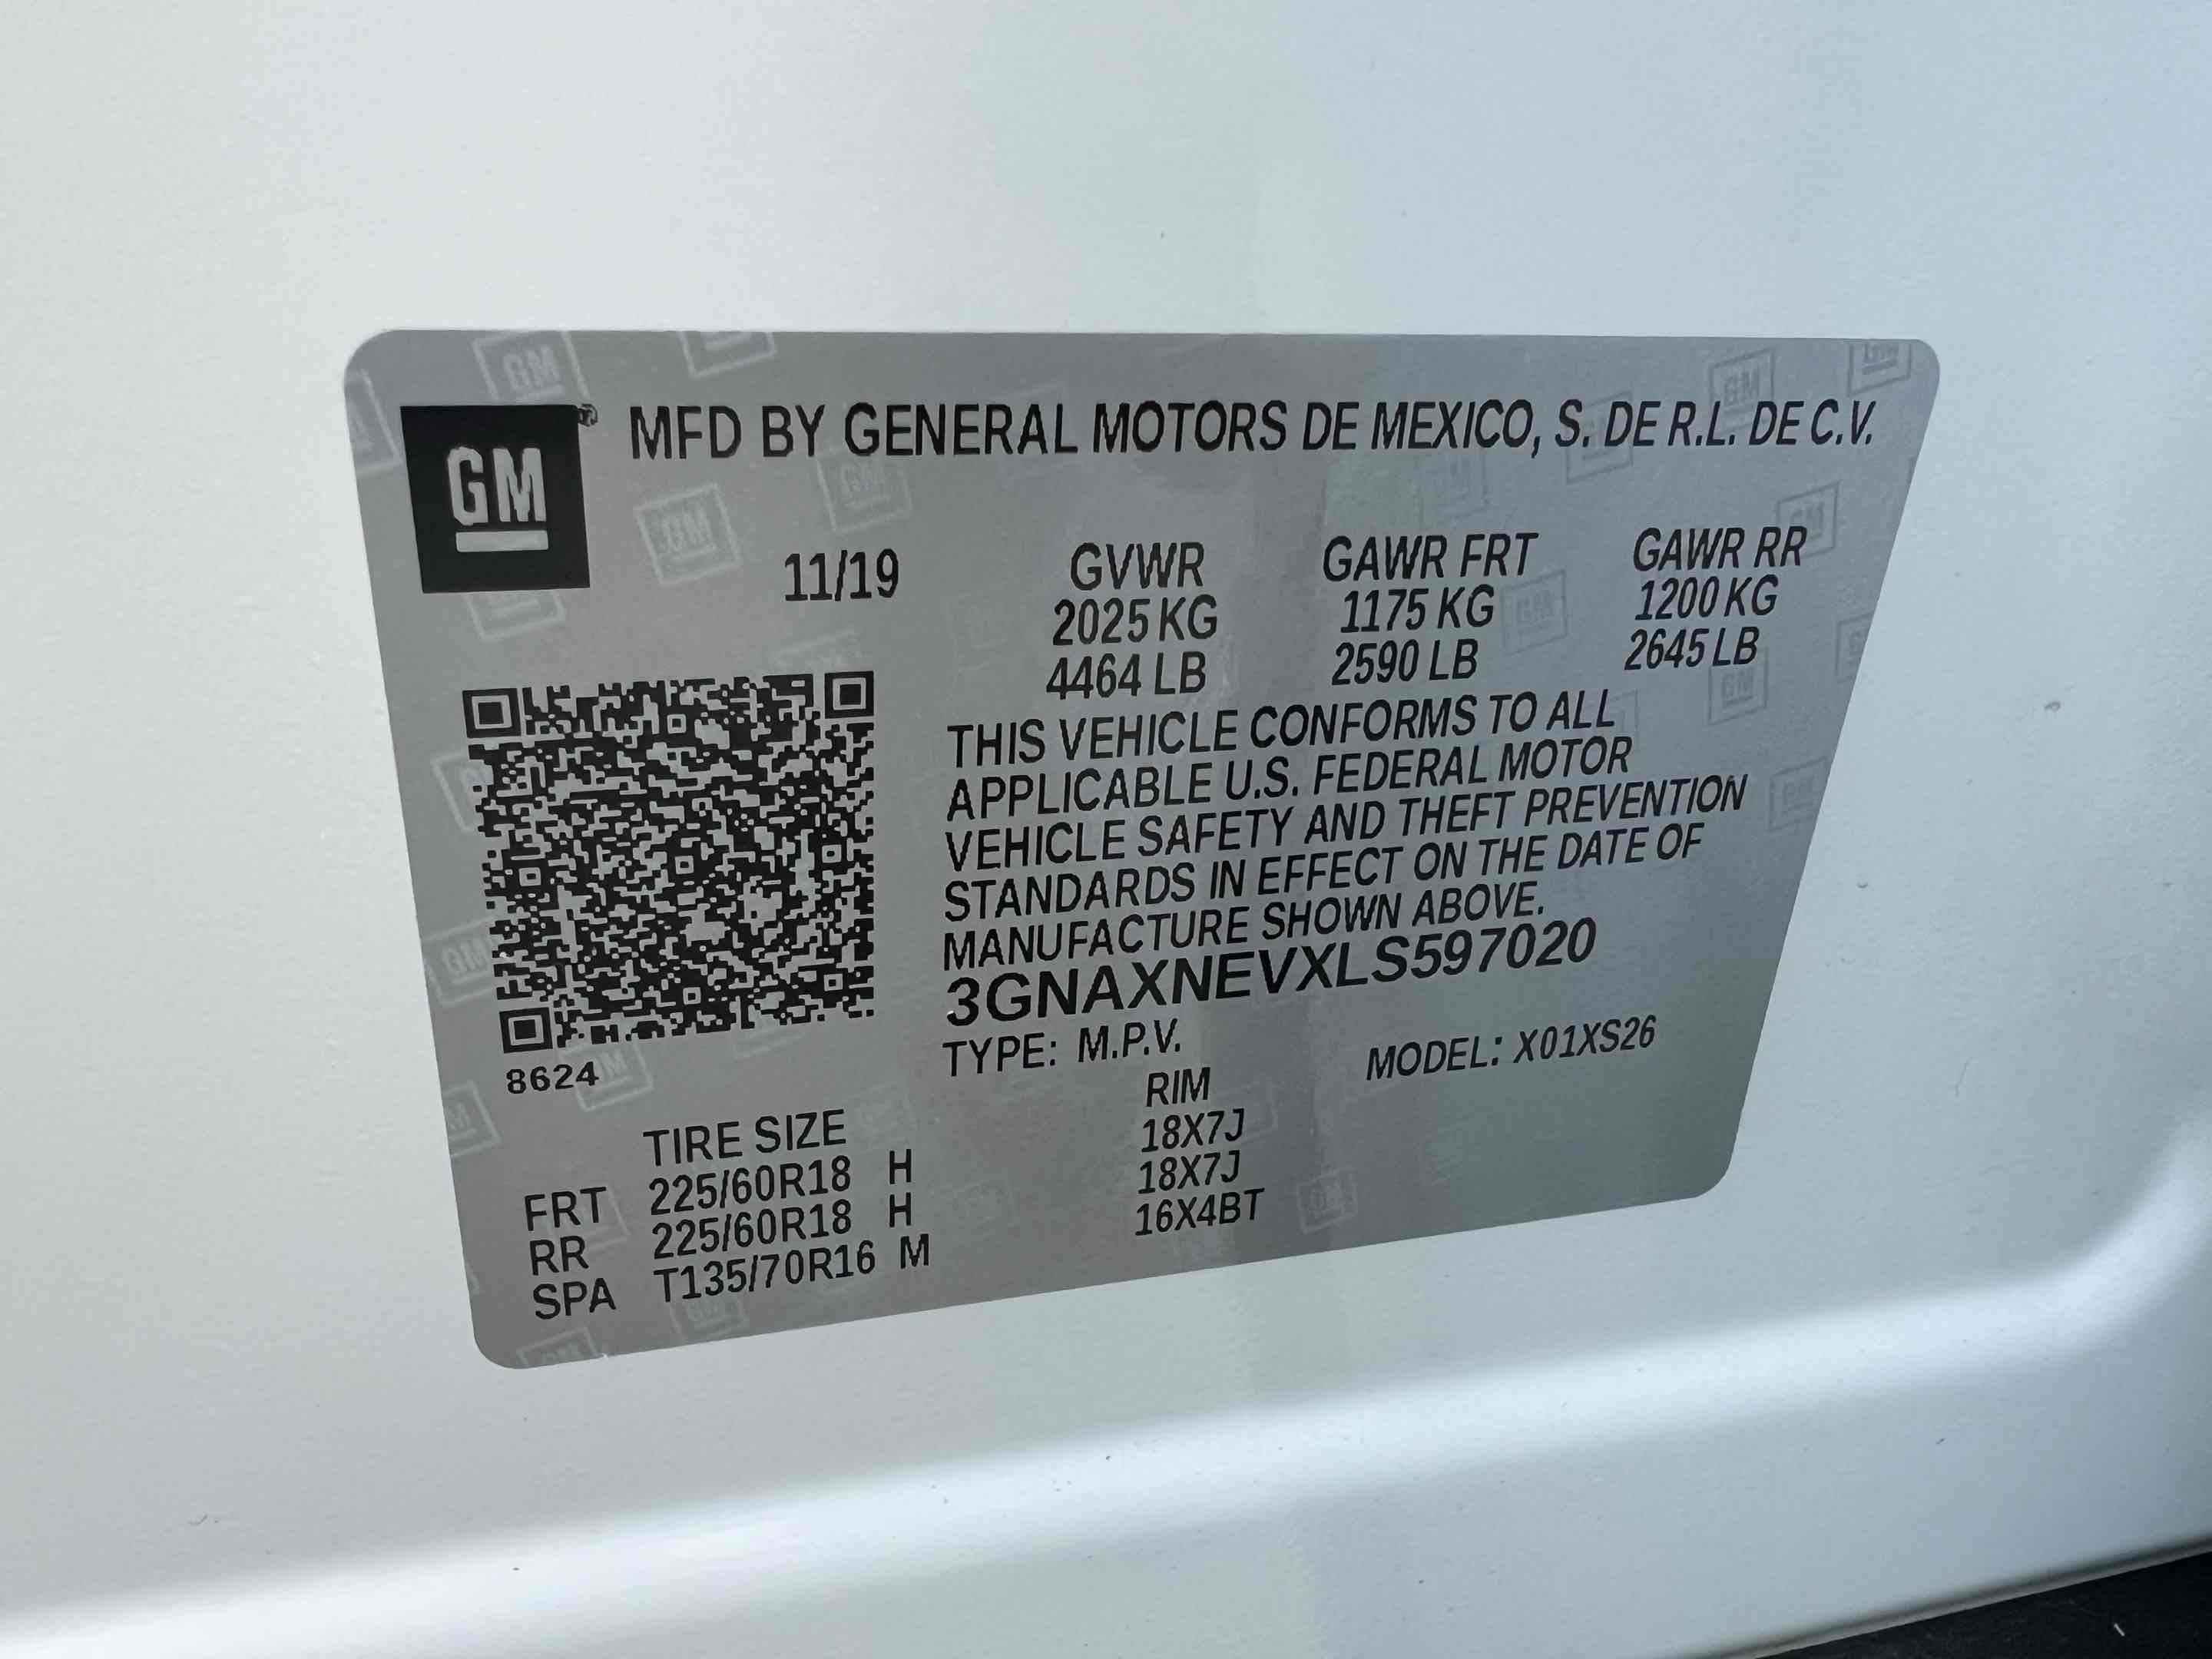 GM® MFD BY GENERAL MOTORS DE MEXICO, S. DE R.L. DE C.V.
11/19 GVWR GAWR FRT GAWR RR
2025 KG 1175 KG 1200 KG
4464 LB 2590 LB 2645 LB
THIS VEHICLE CONFORMS TO ALL
APPLICABLE U.S. FEDERAL MOTOR
VEHICLE SAFETY AND THEFT PREVENTION
STANDARDS IN EFFECT ON THE DATE OF
MANUFACTURE SHOWN ABOVE.
3GNAXNEVXLS597020
TYPE: M.P.V. MODEL: X01XS26
8624
TIRE SIZE RIM
FRT 225/60R18 H 18X7J
RR 225/60R18 H 18X7J
SPA T135/70R16 M 16X4BT